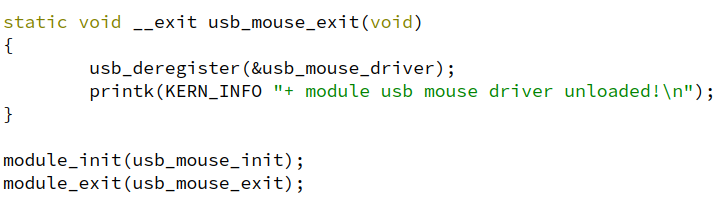 static void __exit usb_mouse_exit(void)
{
        usb_deregister(&usb_mouse_driver);
        printk(KERN_INFO "+ module usb mouse driver unloaded!\n");
}

module_init(usb_mouse_init);
module_exit(usb_mouse_exit);